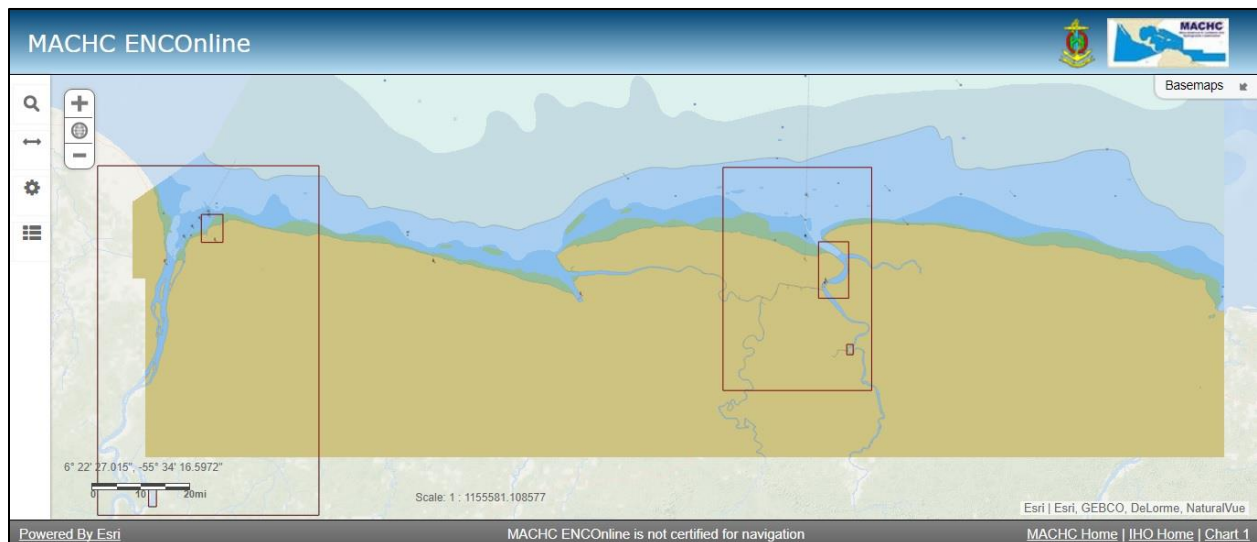 MACHC ENCOnline
MACHC
Basemaps
6° 22' 27.015", -55° 34' 16.5972"
0 10 20mi
Scale: 1 : 1155581.108577
Esri | Esri, GEBCO, DeLorme, NaturalVue
Powered By Esri
MACHC ENCOnline is not certified for navigation
MACHC Home | IHO Home | Chart 1